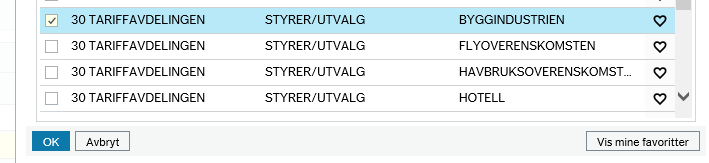 30 TARIFFAVDELINGEN STYRER/UTVALG BYGGINDUSTRIEN
30 TARIFFAVDELINGEN STYRER/UTVALG FLYOVERENSKOMSTEN
30 TARIFFAVDELINGEN STYRER/UTVALG HAVBRUKSOVERENSKOMST...
30 TARIFFAVDELINGEN STYRER/UTVALG HOTELL
OK Avbryt Vis mine favoritter